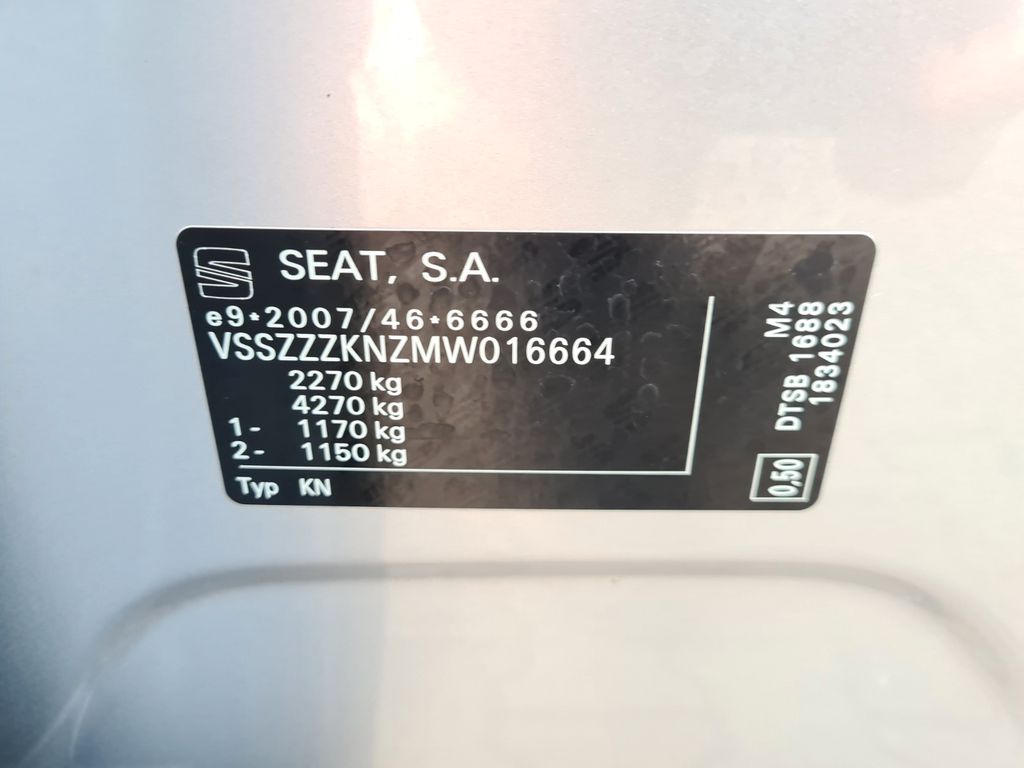 SEAT, S.A.
e9*2007/46*6666
VSSZZZKNZMW016664
2270 kg
4270 kg
1- 1170 kg
2- 1150 kg
Typ KN
M4
DTSB 1688
1834023
0,50